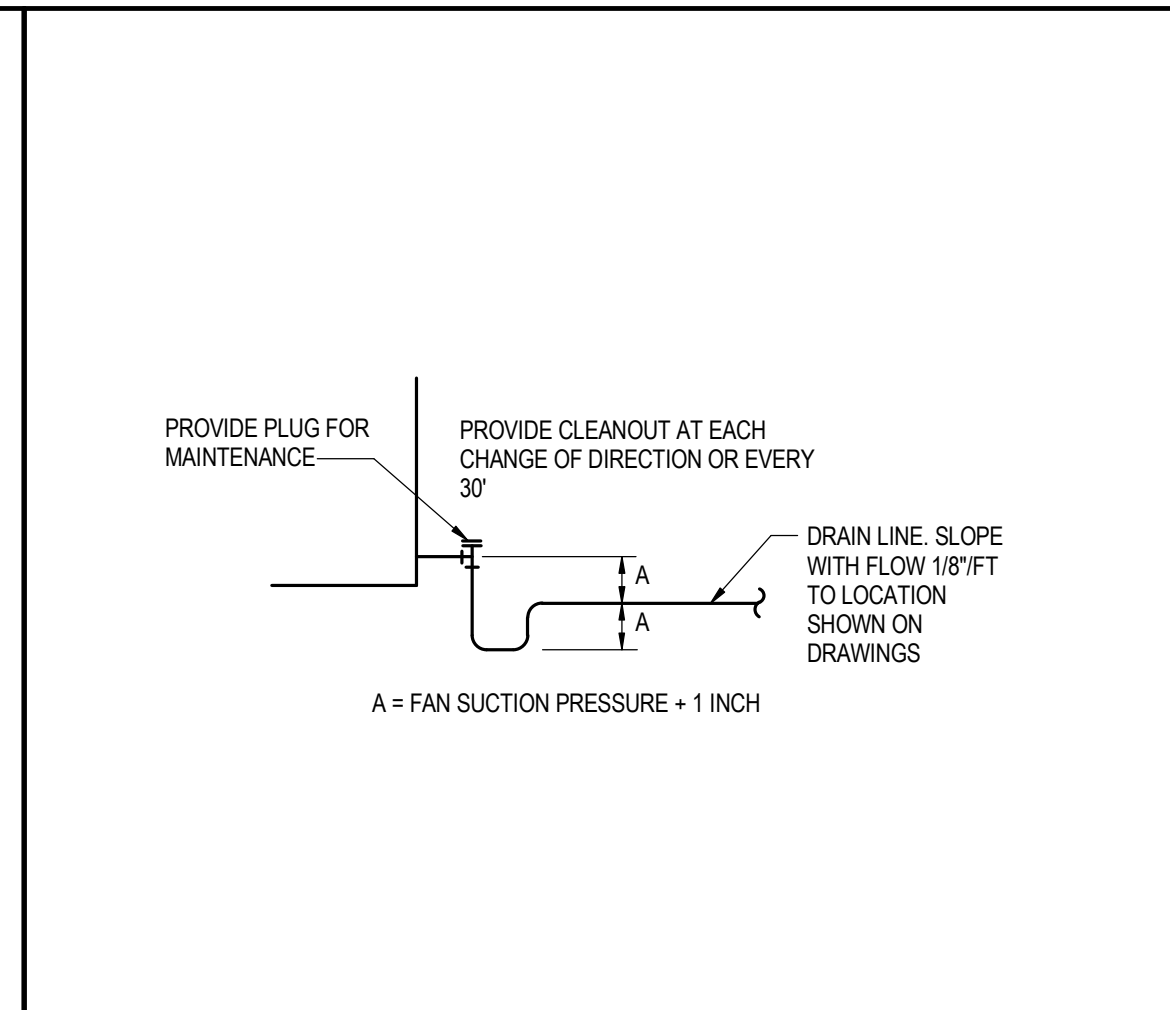 PROVIDE PLUG FOR
MAINTENANCE
PROVIDE CLEANOUT AT EACH
CHANGE OF DIRECTION OR EVERY
30'
DRAIN LINE. SLOPE
WITH FLOW 1/8"/FT
TO LOCATION
SHOWN ON
DRAWINGS
A
A
A = FAN SUCTION PRESSURE + 1 INCH